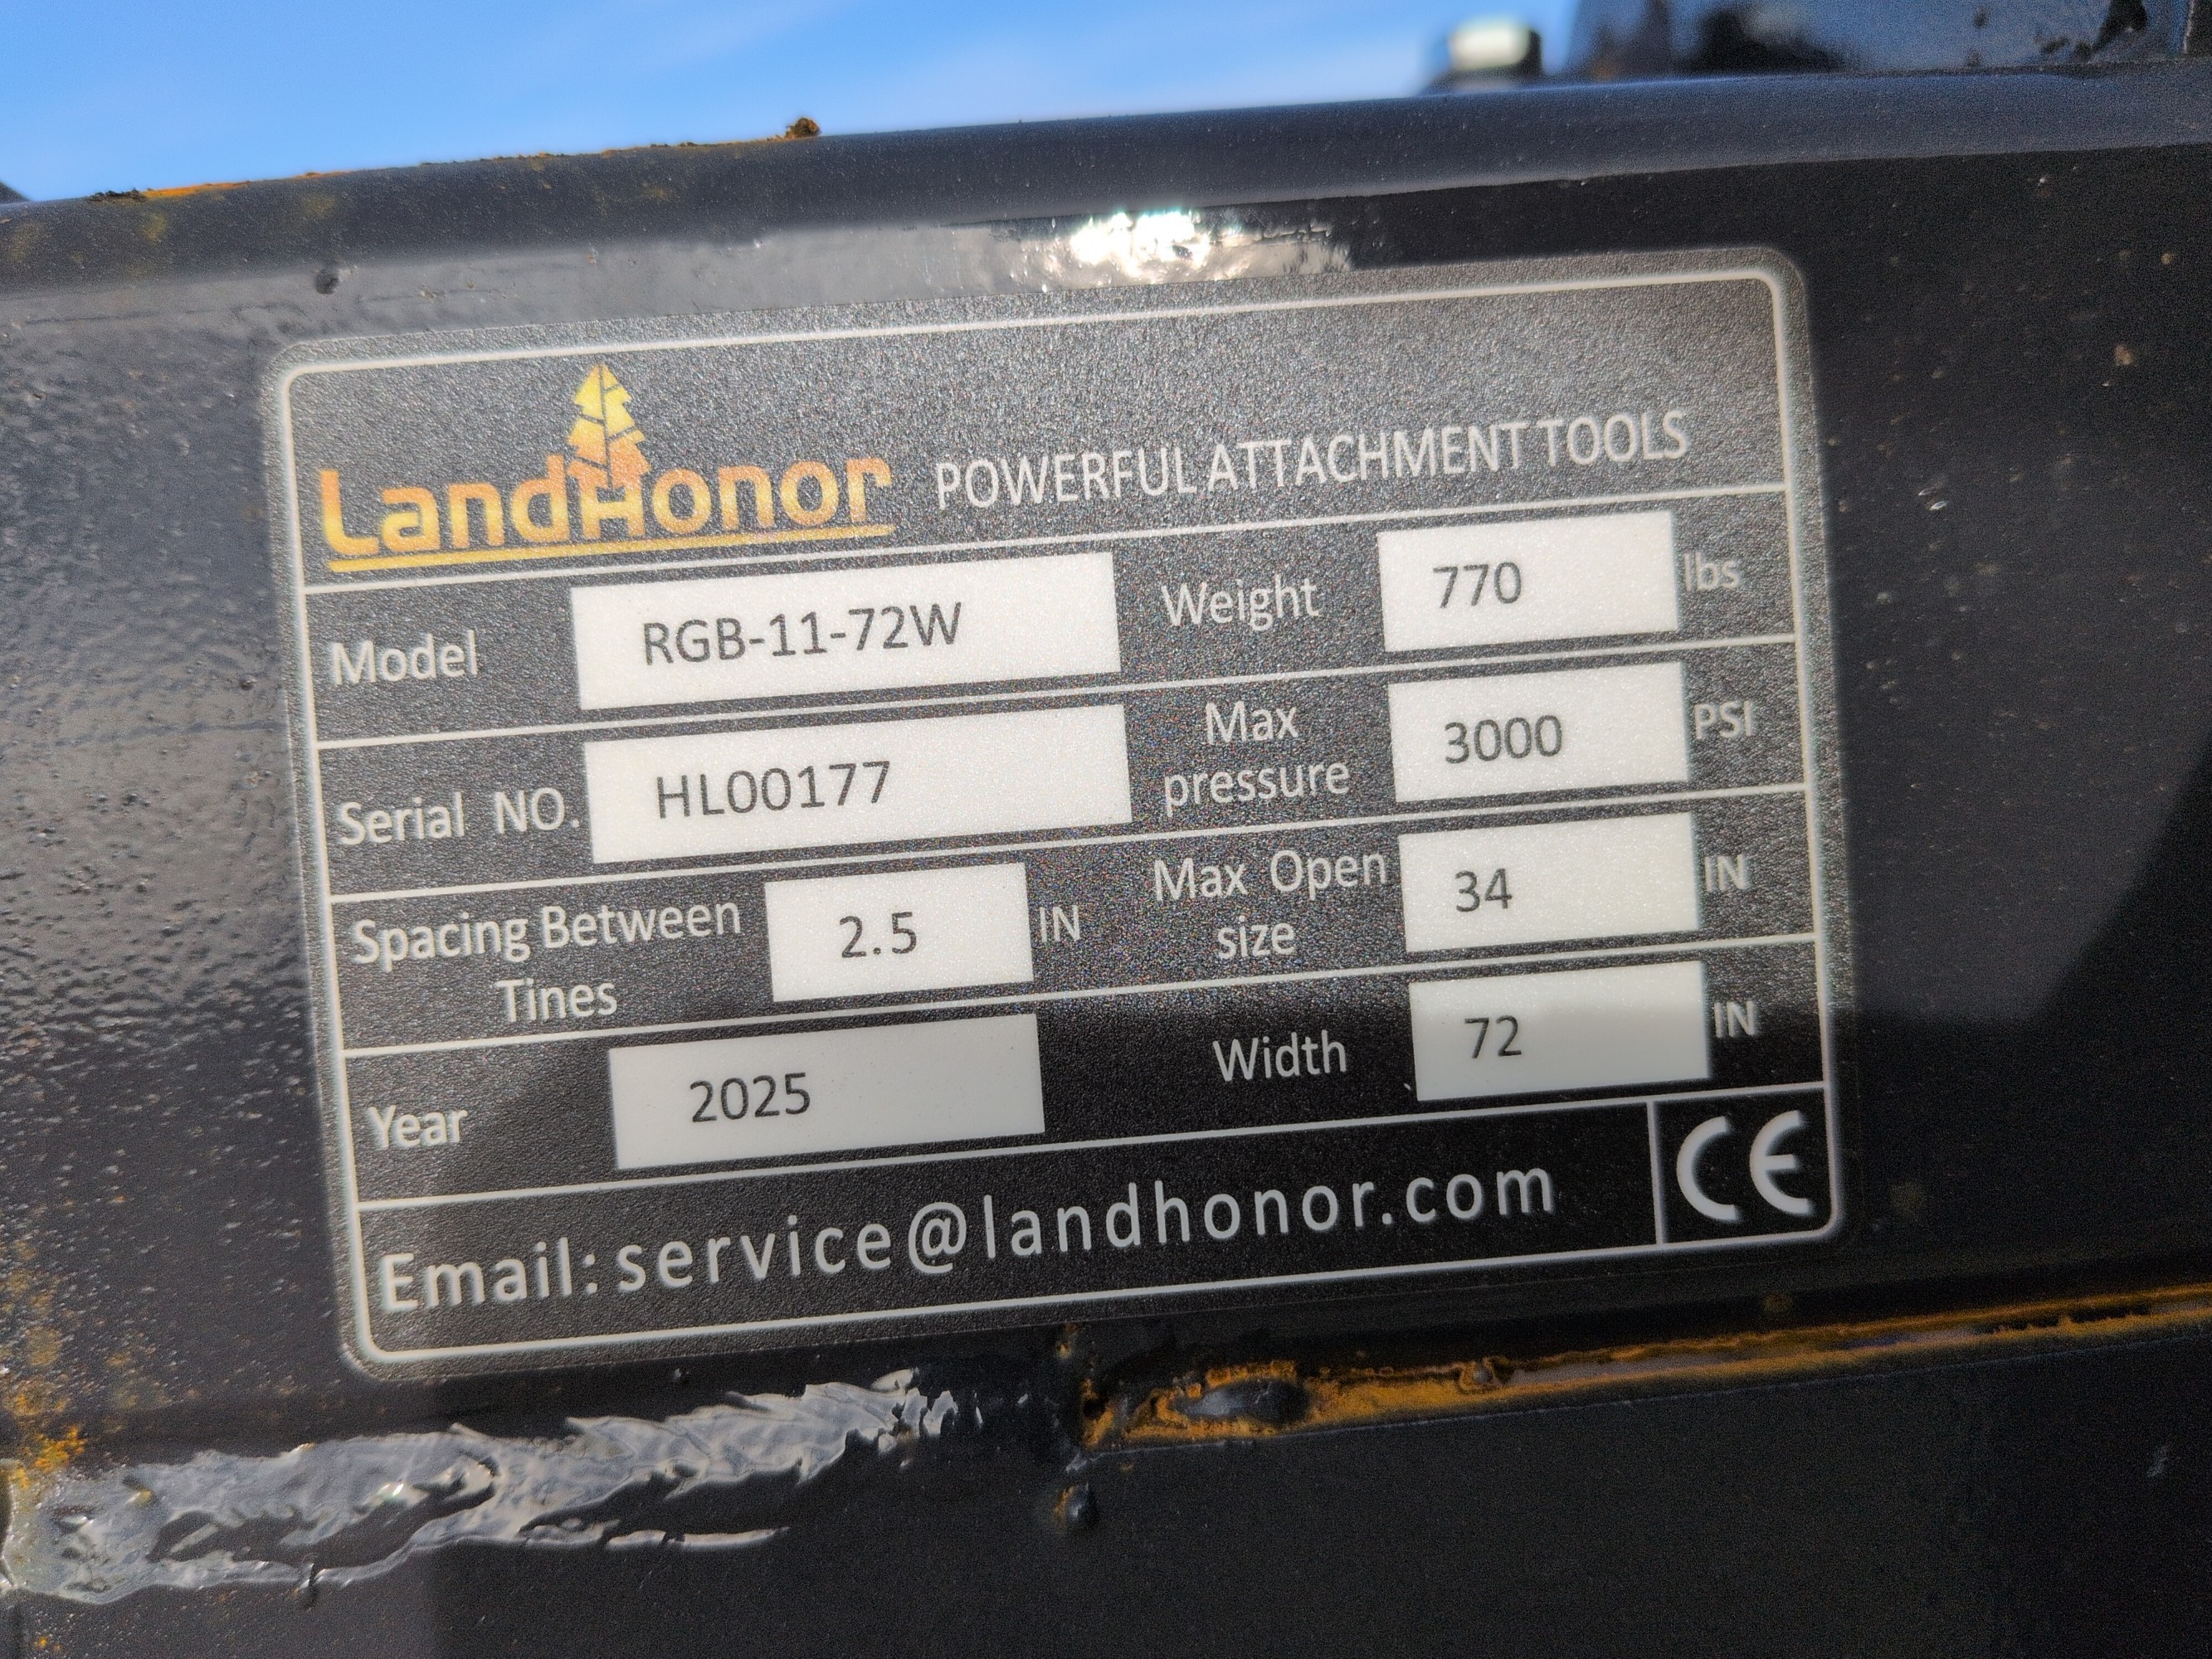 LandHonor POWERFUL ATTACHMENT TOOLS
Model RGB-11-72W Weight 770 lbs
Serial NO. HL00177 Max pressure 3000 PSI
Spacing Between Tines 2.5 IN Max Open size 34 IN
Year 2025 Width 72 IN
Email: service@landhonor.com CE